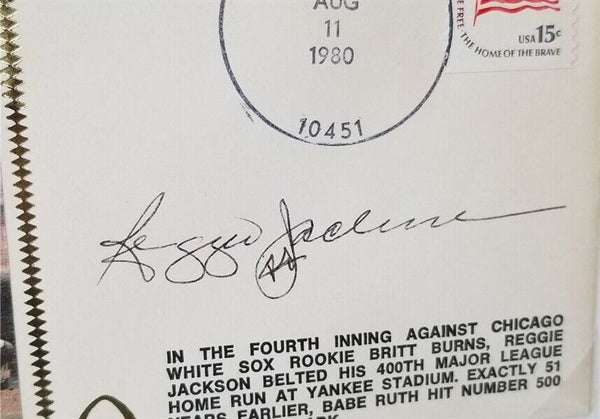 AUG
11
1980
10451
E FREE • THE HOME OF THE BRAVE
USA 15c
Reggie Jackson
44
IN THE FOURTH INNING AGAINST CHICAGO
WHITE SOX ROOKIE BRITT BURNS, REGGIE
JACKSON BELTED HIS 400TH MAJOR LEAGUE
HOME RUN AT YANKEE STADIUM. EXACTLY 51
YEARS EARLIER, BABE RUTH HIT NUMBER 500